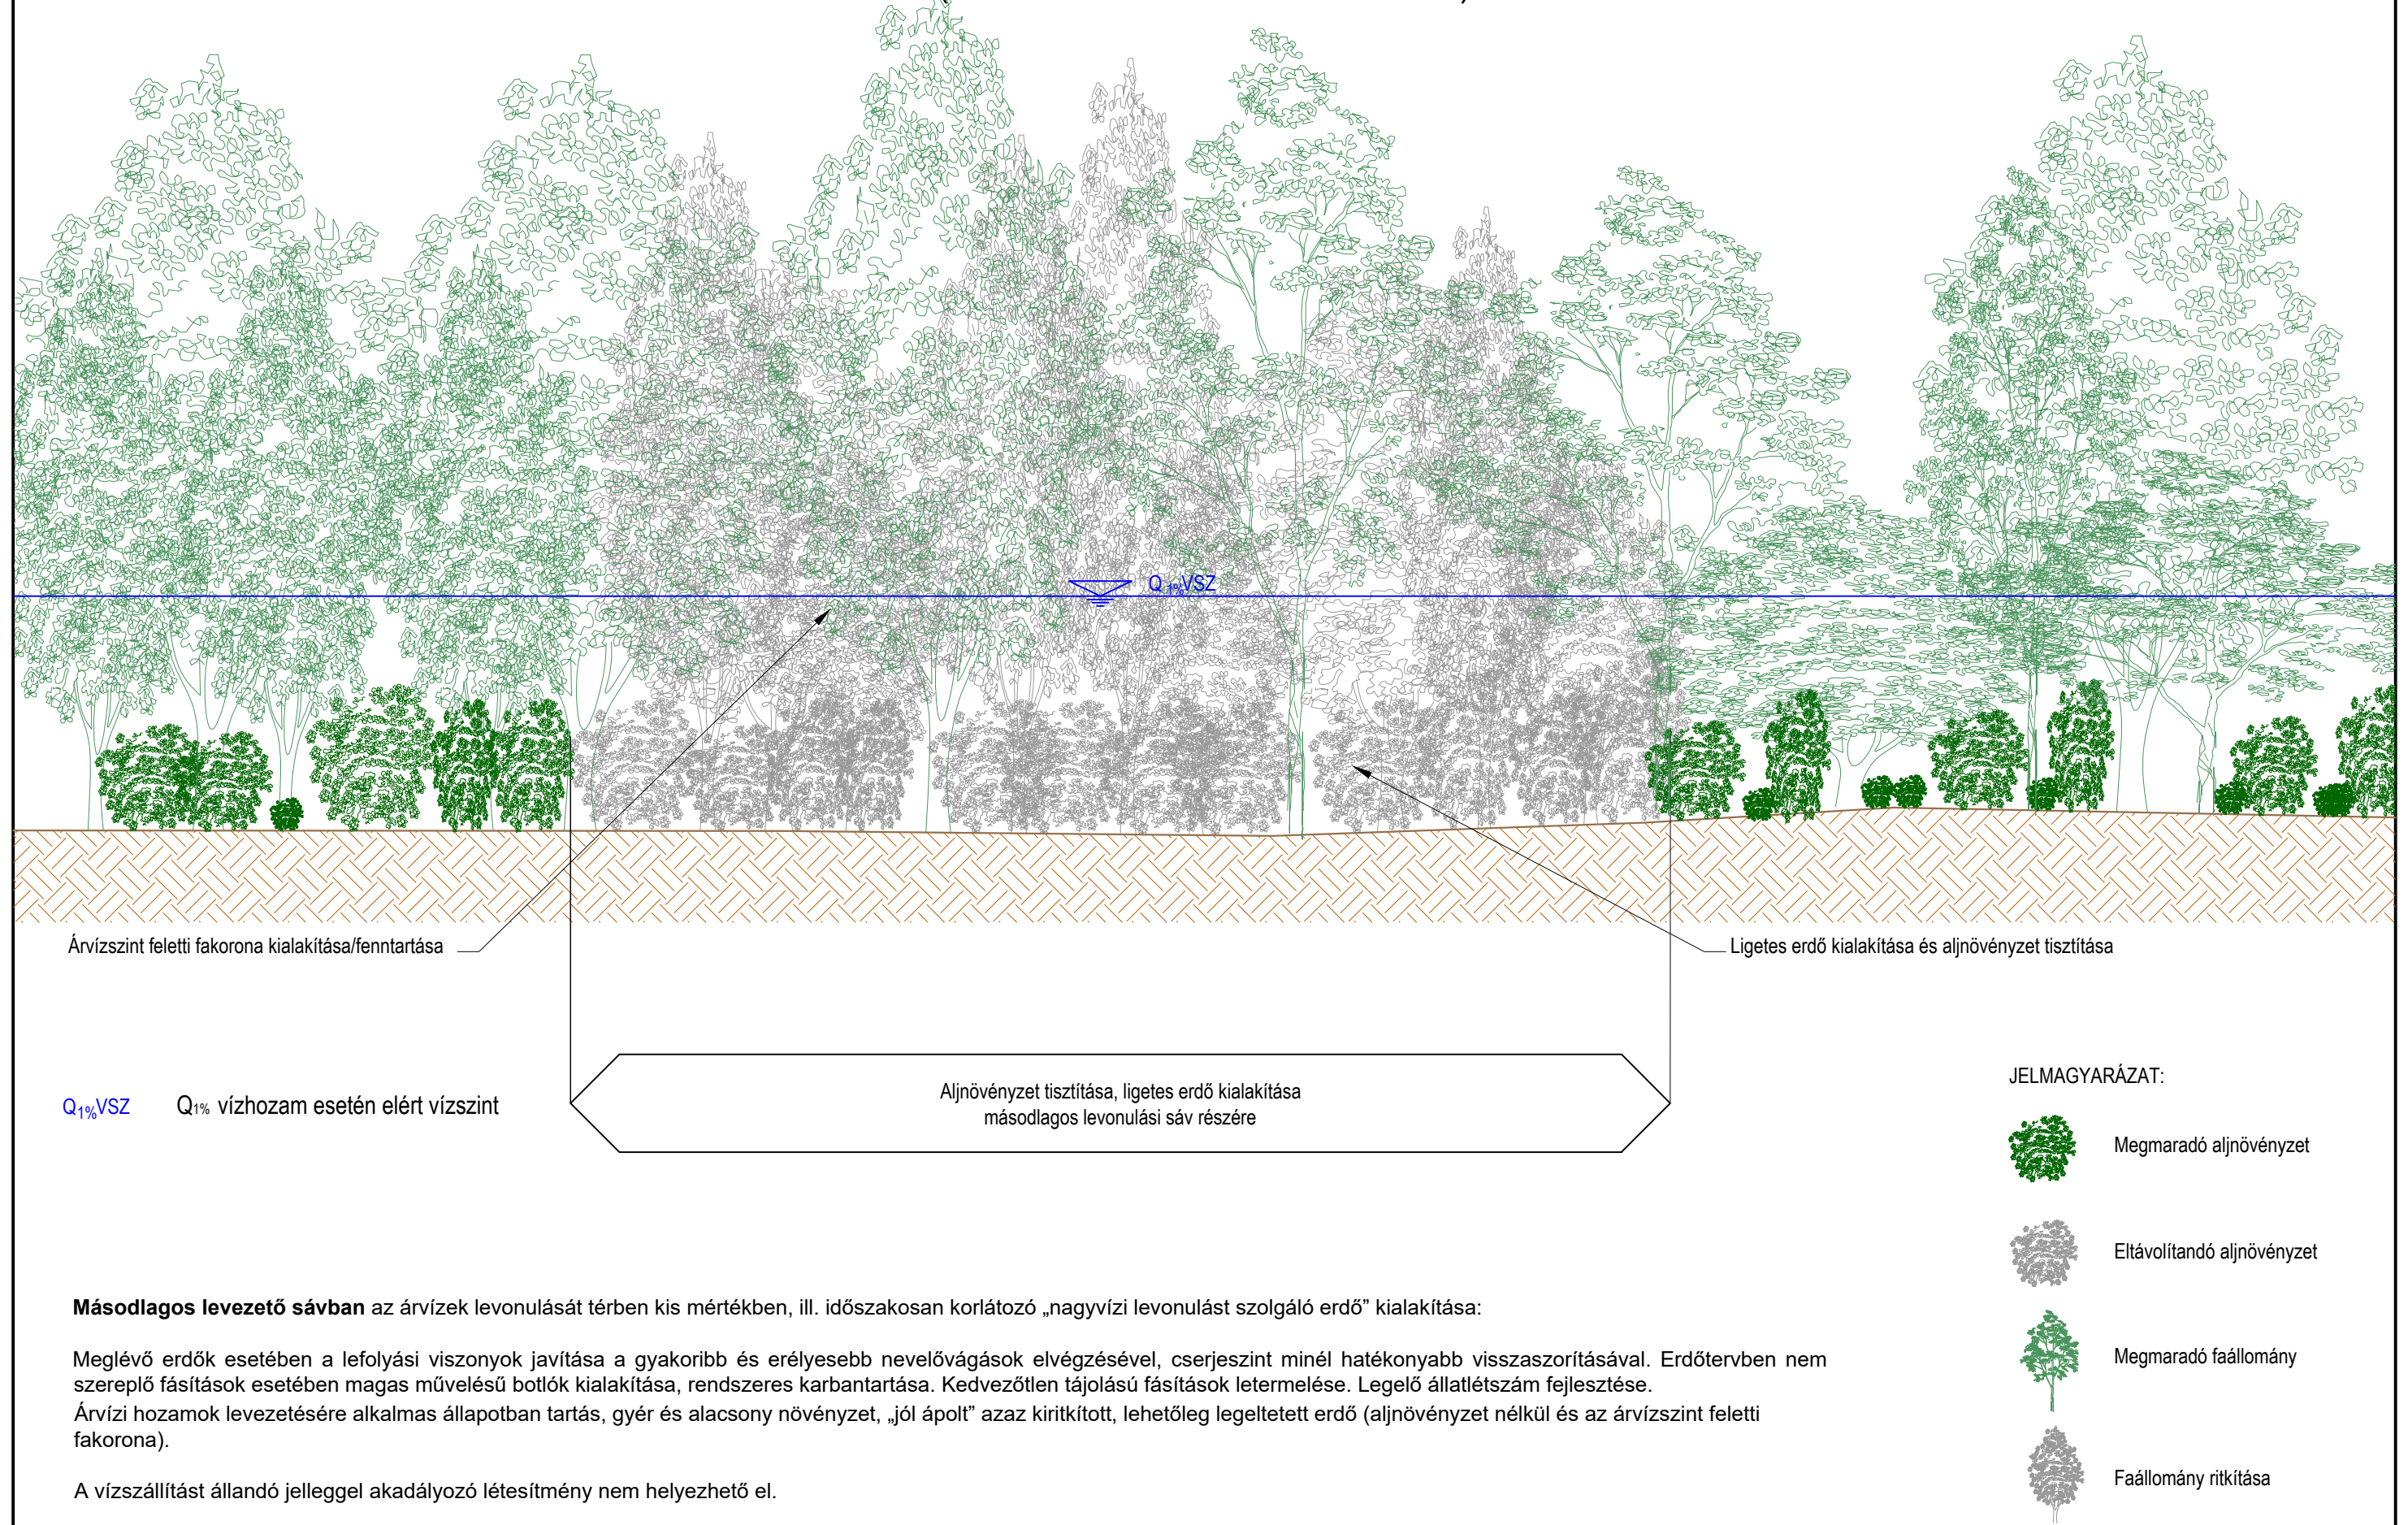 Q1%VSZ
Árvízszint feletti fakorona kialakítása/fenntartása
Ligetes erdő kialakítása és aljnövényzet tisztítása
Q1%VSZ Q1% vízhozam esetén elért vízszint
Aljnövényzet tisztítása, ligetes erdő kialakítása
másodlagos levonulási sáv részére
JELMAGYARÁZAT:
Megmaradó aljnövényzet
Eltávolítandó aljnövényzet
Megmaradó faállomány
Faállomány ritkítása
Másodlagos levezető sávban az árvízek levonulását térben kis mértékben, ill. időszakosan korlátozó „nagyvízi levonulást szolgáló erdő” kialakítása:
Meglévő erdők esetében a lefolyási viszonyok javítása a gyakoribb és erélyesebb nevelővágások elvégzésével, cserjeszint minél hatékonyabb visszaszorításával. Erdőtervben nem
szereplő fásítások esetében magas művelésű botlók kialakítása, rendszeres karbantartása. Kedvezőtlen tájolású fásítások letermelése. Legelő állatlétszám fejlesztése.
Árvízi hozamok levezetésére alkalmas állapotban tartás, gyér és alacsony növényzet, „jól ápolt” azaz kiritkított, lehetőleg legeltetett erdő (aljnövényzet nélkül és az árvízszint feletti
fakorona).
A vízszállítást állandó jelleggel akadályozó létesítmény nem helyezhető el.